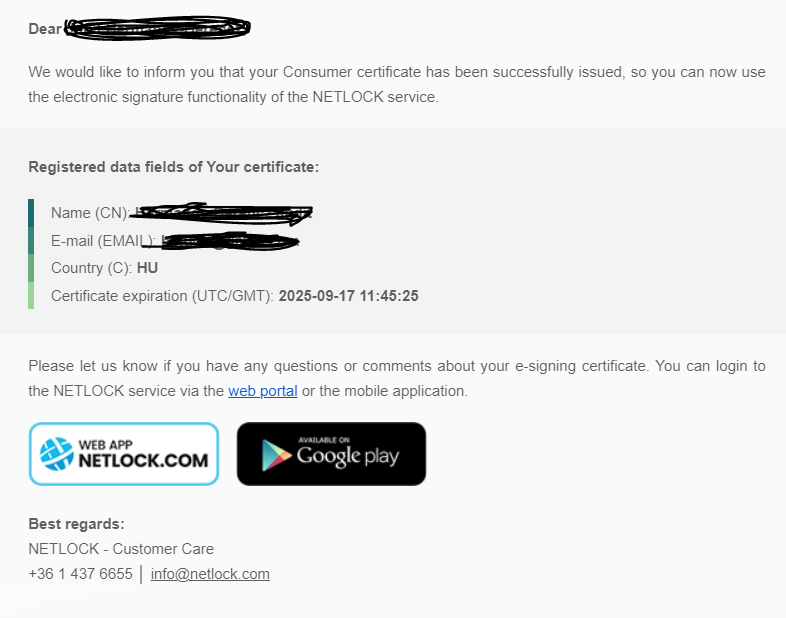 Dear
We would like to inform you that your Consumer certificate has been successfully issued, so you can now use
the electronic signature functionality of the NETLOCK service.
Registered data fields of Your certificate:
Name (CN):
E-mail (EMAIL):
Country (C): HU
Certificate expiration (UTC/GMT): 2025-09-17 11:45:25
Please let us know if you have any questions or comments about your e-signing certificate. You can login to
the NETLOCK service via the web portal or the mobile application.
WEB APP
NETLOCK.COM
AVAILABLE ON
Google play
Best regards:
NETLOCK - Customer Care
+36 1 437 6655 | info@netlock.com